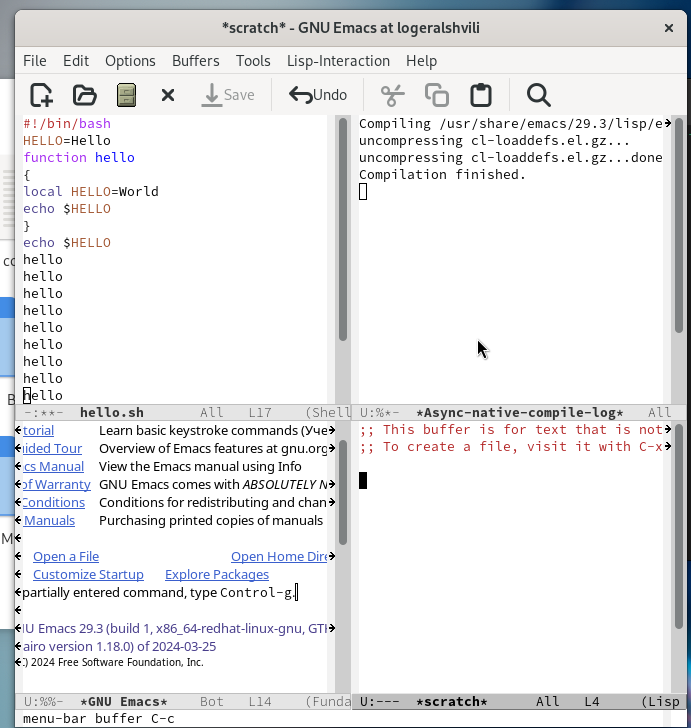 *scratch* - GNU Emacs at logeralshvili
File Edit Options Buffers Tools Lisp-Interaction Help
Save Undo
#!/bin/bash
HELLO=Hello
function hello
{
local HELLO=World
echo $HELLO
}
echo $HELLO
hello
hello
hello
hello
hello
hello
hello
hello
hello
-:**- hello.sh All L17 (Shell
Compiling /usr/share/emacs/29.3/lisp/e
uncompressing cl-loaddefs.el.gz...
uncompressing cl-loaddefs.el.gz...done
Compilation finished.
U:%*- *Async-native-compile-log* All
torial Learn basic keystroke commands (Уче
ided Tour Overview of Emacs features at gnu.org
cs Manual View the Emacs manual using Info
of Warranty GNU Emacs comes with ABSOLUTELY N
Conditions Conditions for redistributing and chan
Manuals Purchasing printed copies of manuals
Open a File Open Home Dire
Customize Startup Explore Packages
partially entered command, type Control-g.
IU Emacs 29.3 (build 1, x86_64-redhat-linux-gnu, GTK
airo version 1.18.0) of 2024-03-25
C) 2024 Free Software Foundation, Inc.
U:%%- *GNU Emacs* Bot L14 (Funda
;; This buffer is for text that is not
;; To create a file, visit it with C-x
U:--- *scratch* All L4 (Lisp
menu-bar buffer C-c